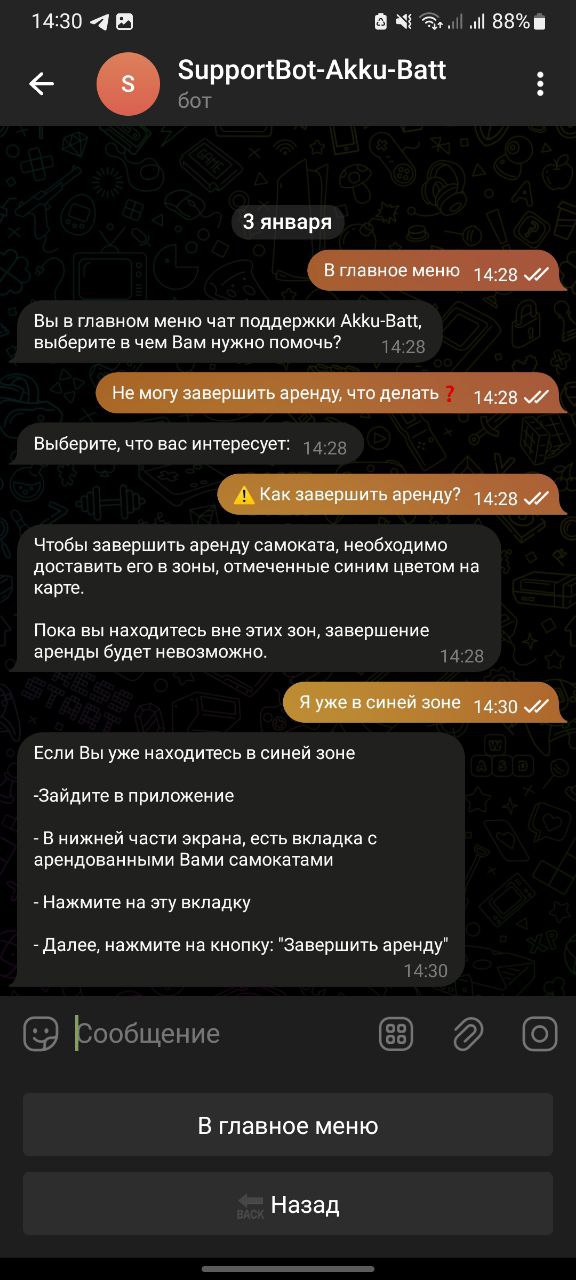 14:30
88%
S
SupportBot-Akku-Batt
бот
3 января
В главное меню 14:28
Вы в главном меню чат поддержки Akku-Batt,
выберите в чем Вам нужно помочь? 14:28
Не могу завершить аренду, что делать❓ 14:28
Выберите, что вас интересует: 14:28
⚠️ Как завершить аренду? 14:28
Чтобы завершить аренду самоката, необходимо
доставить его в зоны, отмеченные синим цветом на
карте.
Пока вы находитесь вне этих зон, завершение
аренды будет невозможно. 14:28
Я уже в синей зоне 14:30
Если Вы уже находитесь в синей зоне
-Зайдите в приложение
- В нижней части экрана, есть вкладка с
арендованными Вами самокатами
- Нажмите на эту вкладку
- Далее, нажмите на кнопку: "Завершить аренду"
14:30
Сообщение
В главное меню
BACK Назад